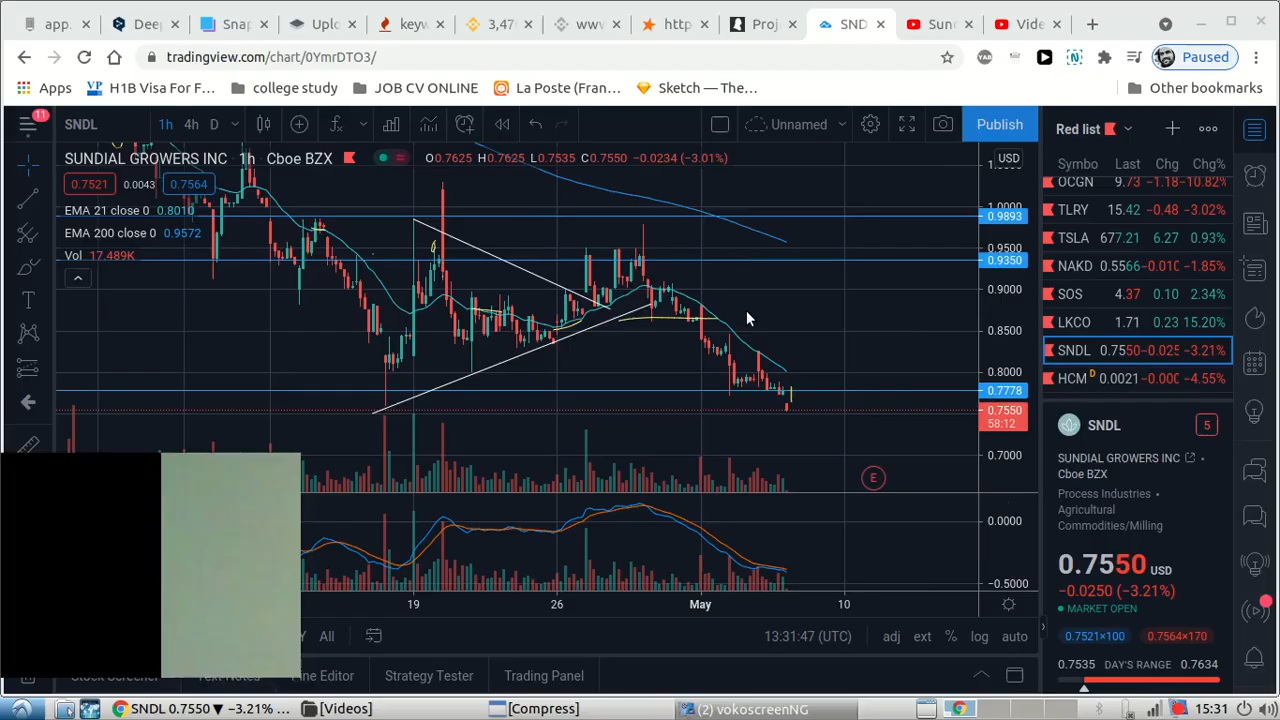 app.
Deep
Snap
Uplo
keyw
3,47
www
http
Proje
SND
Sund
Vide
tradingview.com/chart/0YmrDTO3/
Paused
Apps
H1B Visa For F...
college study
JOB CV ONLINE
La Poste (Fran...
Sketch — The...
Other bookmarks
11
SNDL
1h 4h D
Unnamed
Publish
Red list
SUNDIAL GROWERS INC 1h Cboe BZX
O0.7625 H0.7625 L0.7535 C0.7550 −0.0234 (−3.01%)
USD
0.7521 0.0043 0.7564
EMA 21 close 0 0.8010
EMA 200 close 0 0.9572
Vol 17.489K
1.0000
0.9893
0.9500
0.9350
0.9000
0.8500
0.8000
0.7778
0.7550
58:12
0.7000
0.0000
−0.5000
E
19
26
May
10
Symbo Last Chg Chg%
OCGN 9.73 −1.18 −10.82%
TLRY 15.42 −0.48 −3.02%
TSLA 677.21 6.27 0.93%
NAKD 0.5566 −0.010 −1.85%
SOS 4.37 0.10 2.34%
LKCO 1.71 0.23 15.20%
SNDL 0.7550 −0.025 −3.21%
HCM D 0.0021 −0.000 −4.55%
SNDL
5
SUNDIAL GROWERS INC
Cboe BZX
Process Industries •
Agricultural
Commodities/Milling
0.7550 USD
−0.0250 (−3.21%)
MARKET OPEN
0.7521×100 0.7564×170
0.7535 DAY'S RANGE 0.7634
Y All
13:31:47 (UTC)
adj ext % log auto
Pine Editor
Strategy Tester
Trading Panel
SNDL 0.7550 ▼ −3.21% ...
[Videos]
[Compress]
(2) vokoscreenNG
15:31